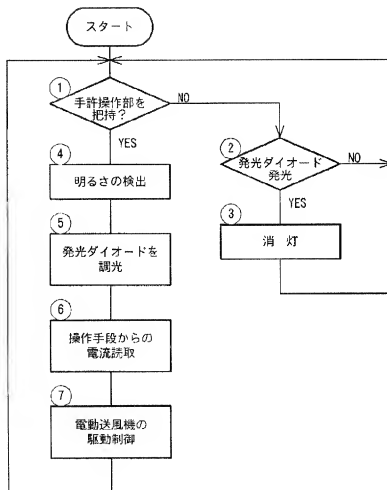 スタート
①
手許操作部を
把持?
NO
YES
②
発光ダイオード
発光
NO
YES
③
消 灯
④
明るさの検出
⑤
発光ダイオードを
調光
⑥
操作手段からの
電流読取
⑦
電動送風機の
駆動制御